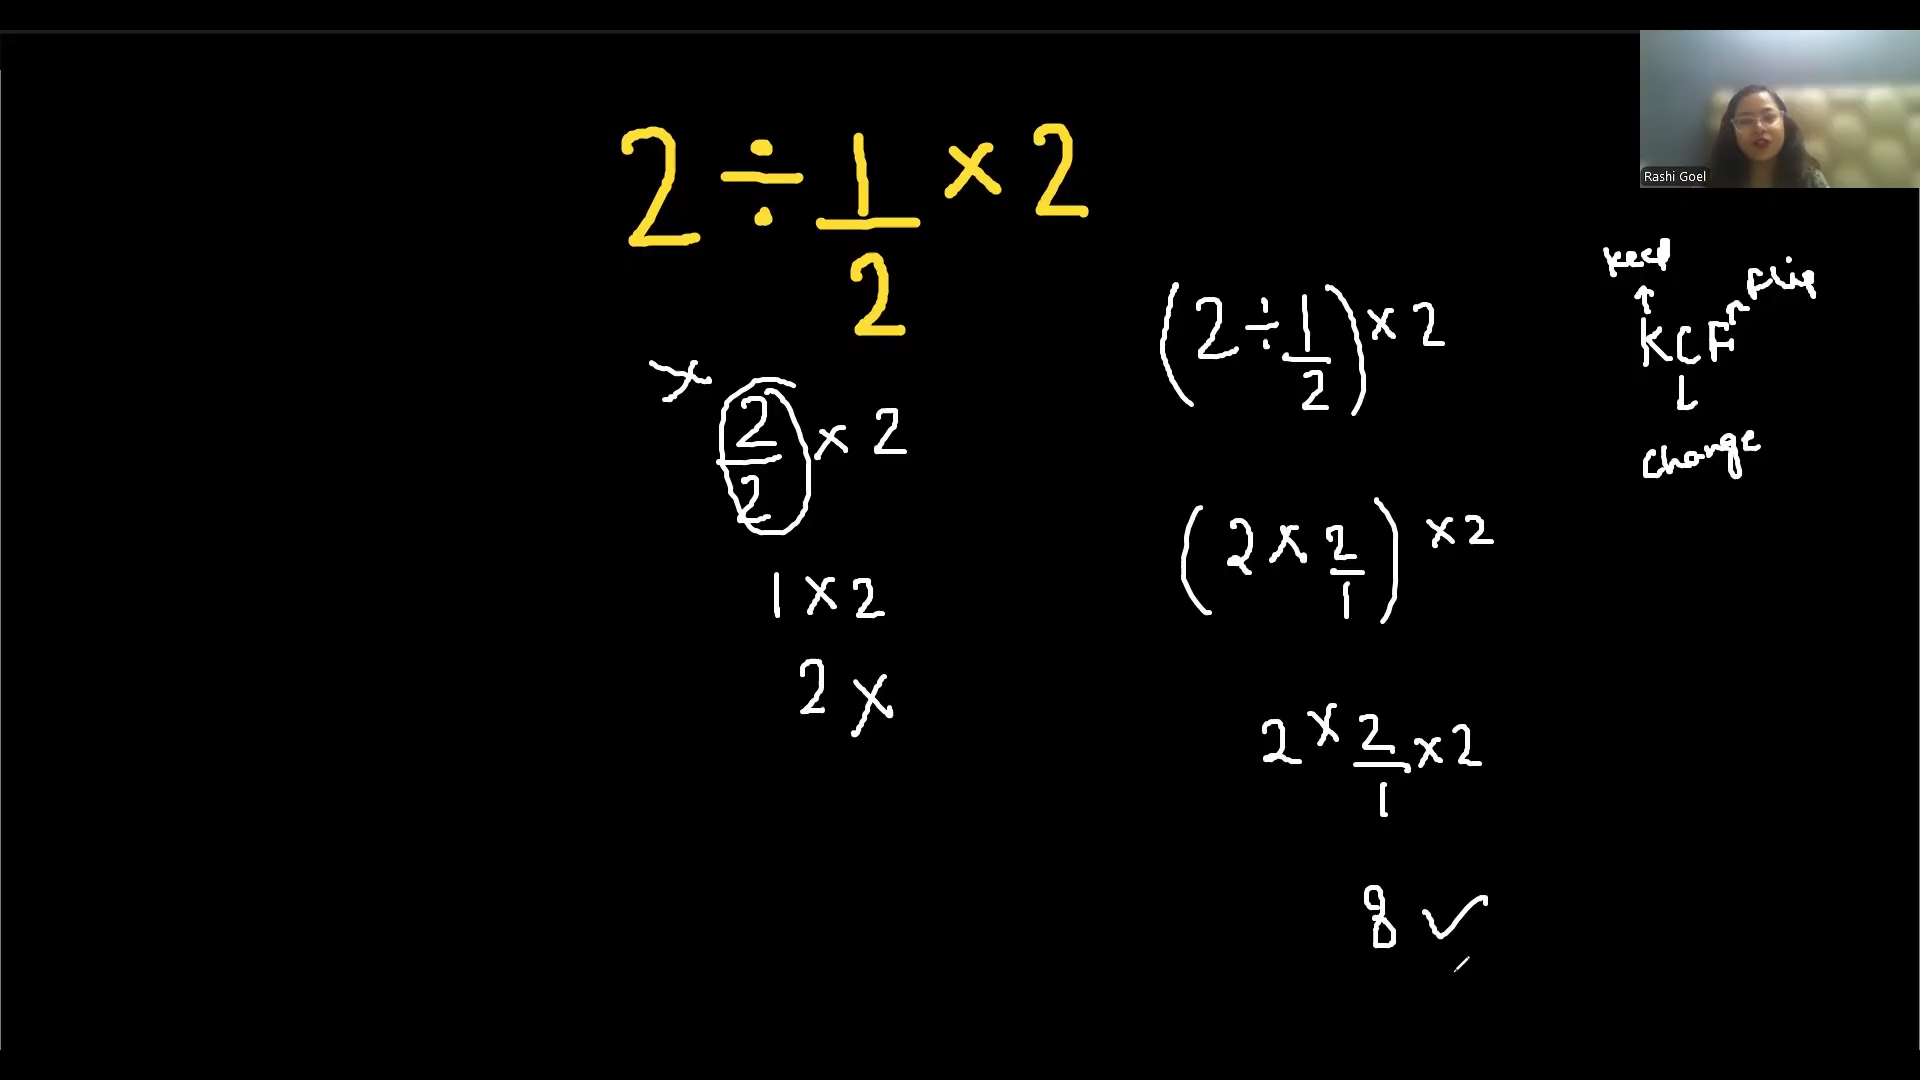 2 ÷ 1/2 × 2
Rashi Goel
× 2/2 × 2
1 × 2
2 ×
(2 ÷ 1/2) × 2
(2 × 2/1) × 2
2 × 2/1 × 2
8 ✓
keep
flip
KCF
change